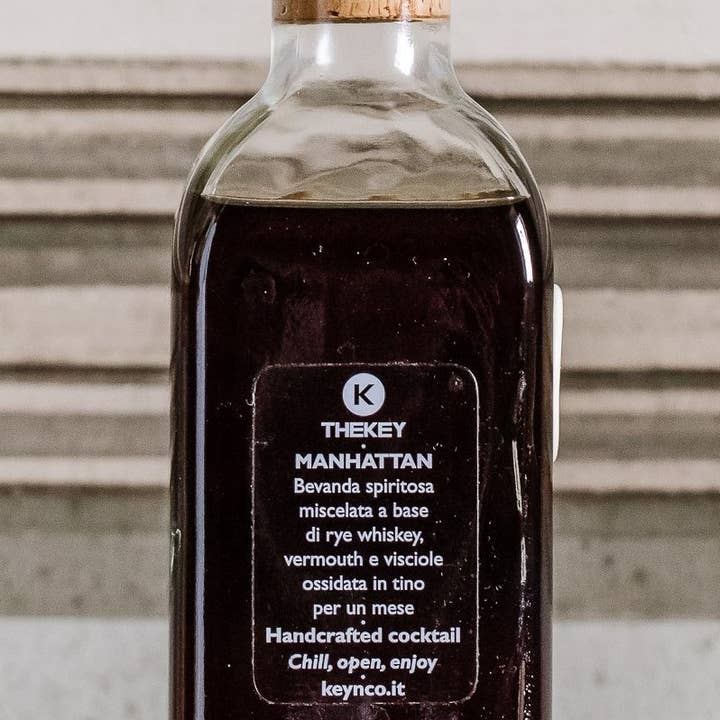 K
THEKEY
MANHATTAN
Bevanda spiritosa
miscelata a base
di rye whiskey,
vermouth e visciole
ossidata in tino
per un mese
Handcrafted cocktail
Chill, open, enjoy
keynco.it